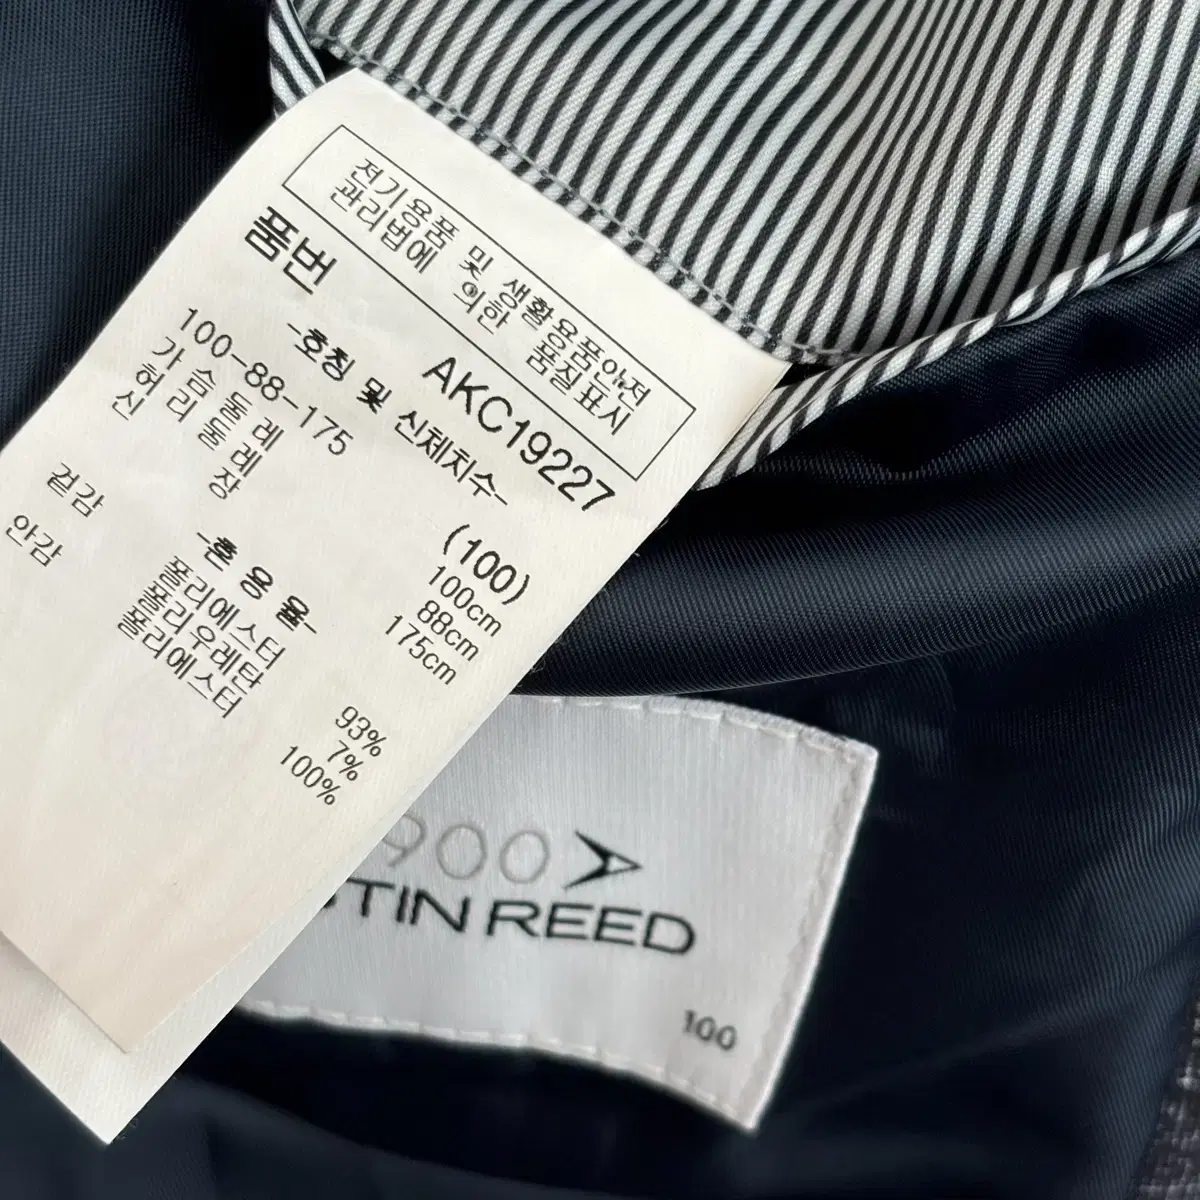 전기용품 및 생활용품안전
관리법에 의한 품질표시
품번 AKC19227
-호칭 및 신체치수-
100-88-175 (100)
가슴둘레 100cm
허리둘레 88cm
신장 175cm
-혼용율-
겉감 폴리에스터 93%
폴리우레탄 7%
안감 폴리에스터 100%
900
STIN REED
100